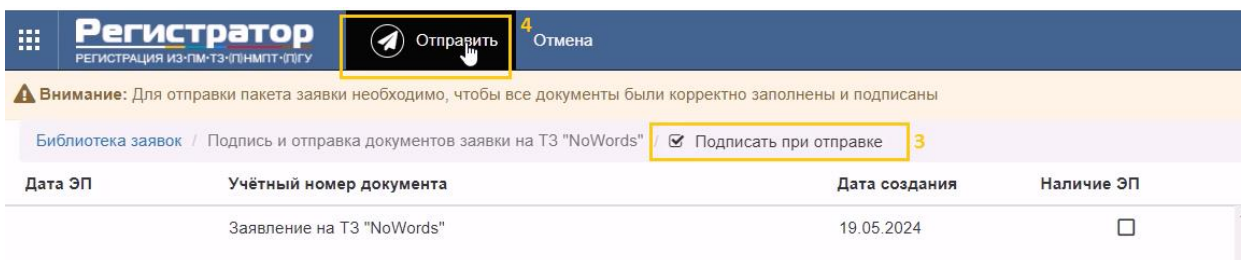 Регистратор
РЕГИСТРАЦИЯ ИЗ•ПМ•ТЗ•(П)НМПТ•(П)ГУ
Отправить
4
Отмена
Внимание: Для отправки пакета заявки необходимо, чтобы все документы были корректно заполнены и подписаны
Библиотека заявок / Подпись и отправка документов заявки на ТЗ "NoWords" / Подписать при отправке 3
Дата ЭП Учётный номер документа Дата создания Наличие ЭП
Заявление на ТЗ "NoWords" 19.05.2024